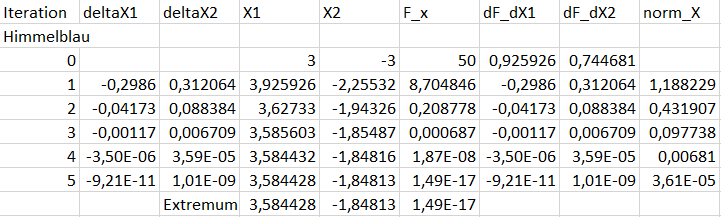 Iteration deltaX1 deltaX2 X1 X2 F_x dF_dX1 dF_dX2 norm_X
Himmelblau
0 3 -3 50 0,925926 0,744681
1 -0,2986 0,312064 3,925926 -2,25532 8,704846 -0,2986 0,312064 1,188229
2 -0,04173 0,088384 3,62733 -1,94326 0,208778 -0,04173 0,088384 0,431907
3 -0,00117 0,006709 3,585603 -1,85487 0,000687 -0,00117 0,006709 0,097738
4 -3,50E-06 3,59E-05 3,584432 -1,84816 1,87E-08 -3,50E-06 3,59E-05 0,00681
5 -9,21E-11 1,01E-09 3,584428 -1,84813 1,49E-17 -9,21E-11 1,01E-09 3,61E-05
Extremum 3,584428 -1,84813 1,49E-17